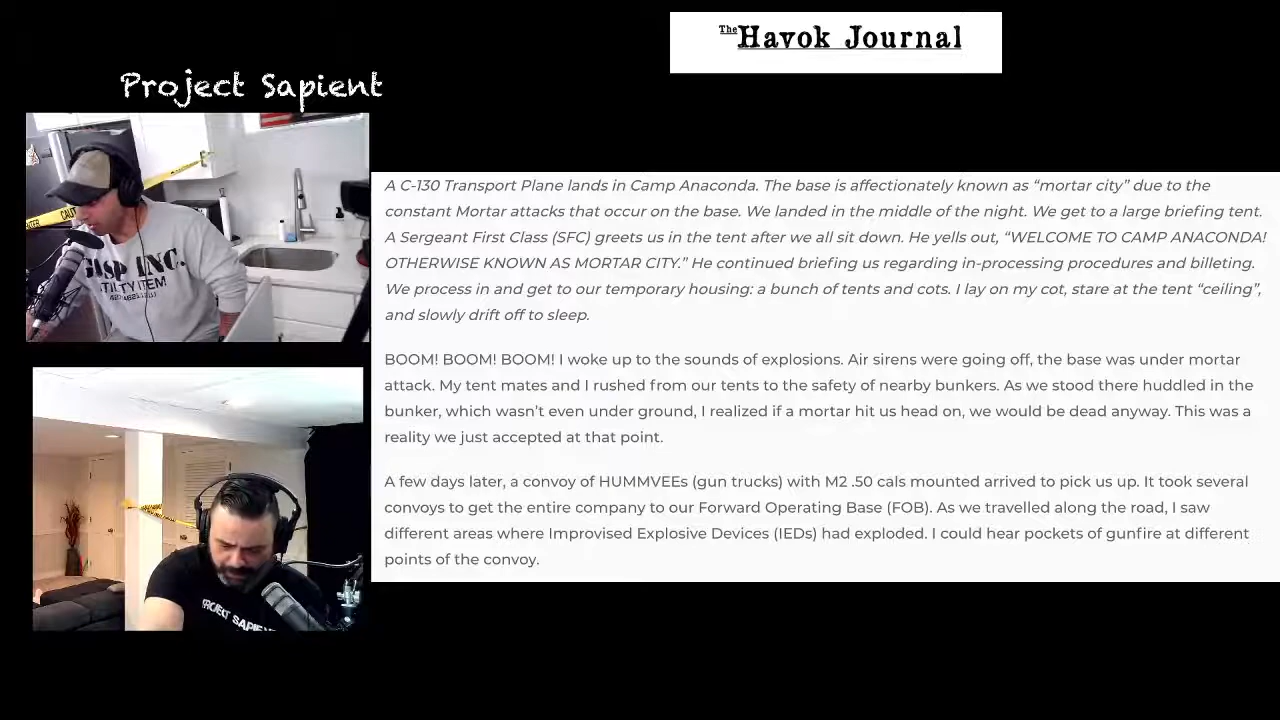 The Havok Journal
Project Sapient
A C-130 Transport Plane lands in Camp Anaconda. The base is affectionately known as “mortar city” due to the
constant Mortar attacks that occur on the base. We landed in the middle of the night. We get to a large briefing tent.
A Sergeant First Class (SFC) greets us in the tent after we all sit down. He yells out, “WELCOME TO CAMP ANACONDA!
OTHERWISE KNOWN AS MORTAR CITY.” He continued briefing us regarding in-processing procedures and billeting.
We process in and get to our temporary housing: a bunch of tents and cots. I lay on my cot, stare at the tent “ceiling”,
and slowly drift off to sleep.
BOOM! BOOM! BOOM! I woke up to the sounds of explosions. Air sirens were going off, the base was under mortar
attack. My tent mates and I rushed from our tents to the safety of nearby bunkers. As we stood there huddled in the
bunker, which wasn’t even under ground, I realized if a mortar hit us head on, we would be dead anyway. This was a
reality we just accepted at that point.
A few days later, a convoy of HUMMVEEs (gun trucks) with M2 .50 cals mounted arrived to pick us up. It took several
convoys to get the entire company to our Forward Operating Base (FOB). As we travelled along the road, I saw
different areas where Improvised Explosive Devices (IEDs) had exploded. I could hear pockets of gunfire at different
points of the convoy.
INC.
ITEM
PROJECT SAPIENT